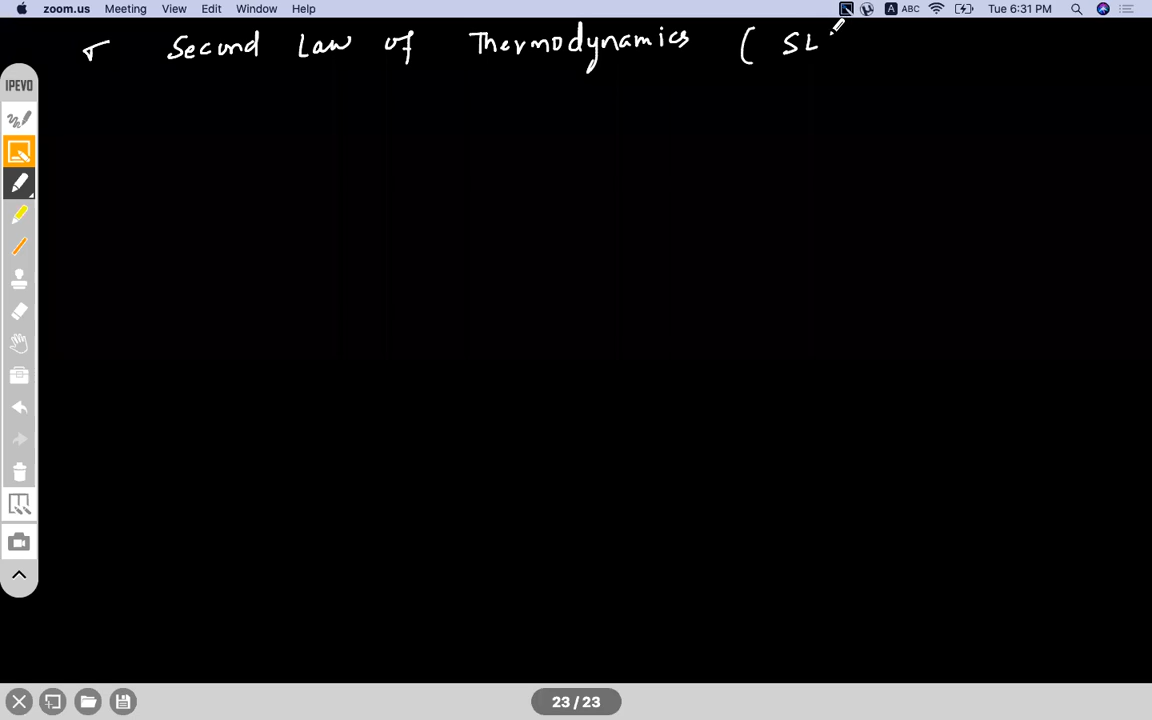 zoom.us Meeting View Edit Window Help A ABC Tue 6:31 PM
Second Law of Thermodynamics ( SL
IPEVO
23 / 23